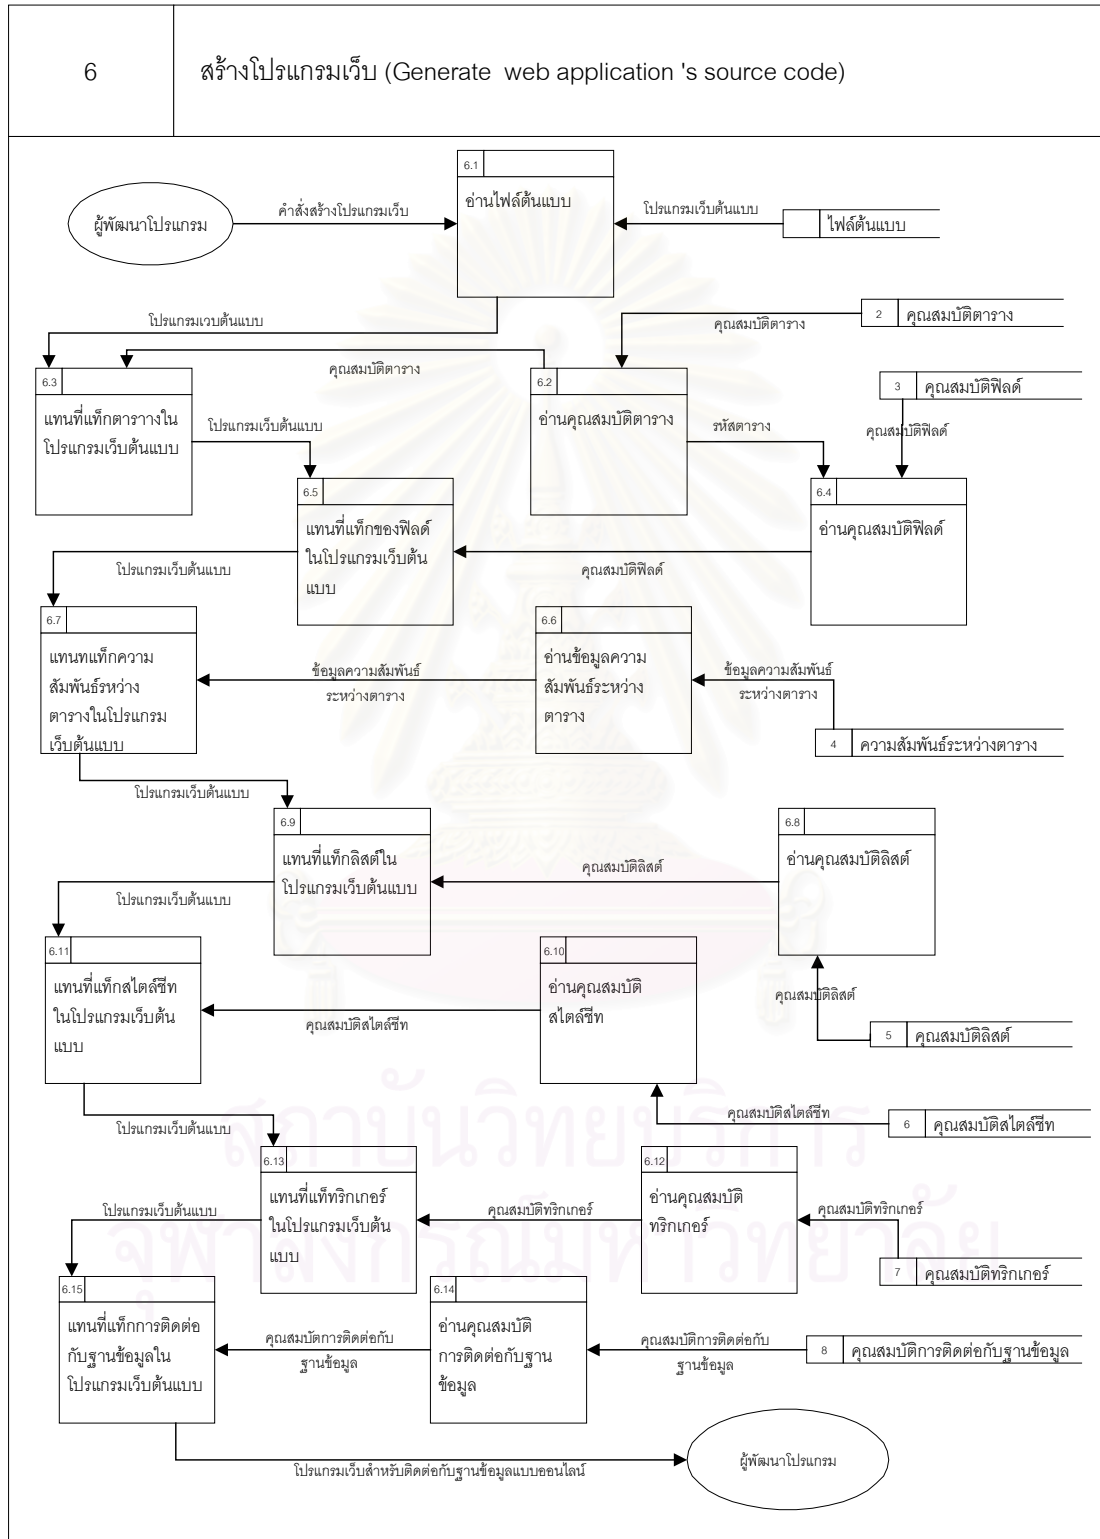 6
สร้างโปรแกรมเว็บ (Generate web application 's source code)
6.1
อ่านไฟล์ต้นแบบ
ผู้พัฒนาโปรแกรม
คำสั่งสร้างโปรแกรมเว็บ
โปรแกรมเว็บต้นแบบ
ไฟล์ต้นแบบ
โปรแกรมเวบต้นแบบ
คุณสมบัติตาราง
2
คุณสมบัติตาราง
คุณสมบัติตาราง
6.3
แทนที่แท็กตารางใน
โปรแกรมเว็บต้นแบบ
6.2
อ่านคุณสมบัติตาราง
3
คุณสมบัติฟิลด์
โปรแกรมเว็บต้นแบบ
รหัสตาราง
คุณสมบัติฟิลด์
6.5
แทนที่แท็กของฟิลด์
ในโปรแกรมเว็บต้น
แบบ
6.4
อ่านคุณสมบัติฟิลด์
โปรแกรมเว็บต้นแบบ
คุณสมบัติฟิลด์
6.7
แทนทแท็กความ
สัมพันธ์รหว่าง
ตารางในโปรแกรม
เว็บต้นแบบ
ข้อมูลความสัมพันธ์
ระหว่างตาราง
6.6
อ่านข้อมูลความ
สัมพันธ์ระหว่าง
ตาราง
ข้อมูลความสัมพันธ์
ระหว่างตาราง
4
ความสัมพันธ์ระหว่างตาราง
โปรแกรมเว็บต้นแบบ
6.9
แทนที่แท็กลิสต์ใน
โปรแกรมเว็บต้นแบบ
คุณสมบัติลิสต์
6.8
อ่านคุณสมบัติลิสต์
โปรแกรมเว็บต้นแบบ
6.11
แทนที่แท็กสไตล์ชีท
ในโปรแกรมเว็บต้น
แบบ
คุณสมบัติสไตล์ชีท
6.10
อ่านคุณสมบัติ
สไตล์ชีท
คุณสมบัติลิสต์
5
คุณสมบัติลิสต์
คุณสมบัติสไตล์ชีท
6
คุณสมบัติสไตล์ชีท
สถาบันวิทยบริการ
โปรแกรมเว็บต้นแบบ
6.13
แทนที่แท็ทริกเกอร์
ในโปรแกรมเว็บต้น
แบบ
คุณสมบัติทริกเกอร์
6.12
อ่านคุณสมบัติ
ทริกเกอร์
คุณสมบัติทริกเกอร์
7
คุณสมบัติทริกเกอร์
โปรแกรมเว็บต้นแบบ
จุฬาลงกรณ์มหาวิทยาลัย
6.15
แทนที่แท็กการติดต่อ
กับฐานข้อมูลใน
โปรแกรมเว็บต้นแบบ
คุณสมบัตการติดต่อกับ
ฐานข้อมูล
6.14
อ่านคุณสมบัติ
การติดต่อกับฐาน
ข้อมูล
คุณสมบัติการติดต่อกับ
ฐานข้อมูล
8
คุณสมบัติการติดต่อกับฐานข้อมูล
โปรแกรมเว็บสำหรับติดต่อกับฐานข้อมูลแบบออนไลน์
ผู้พัฒนาโปรแกรม